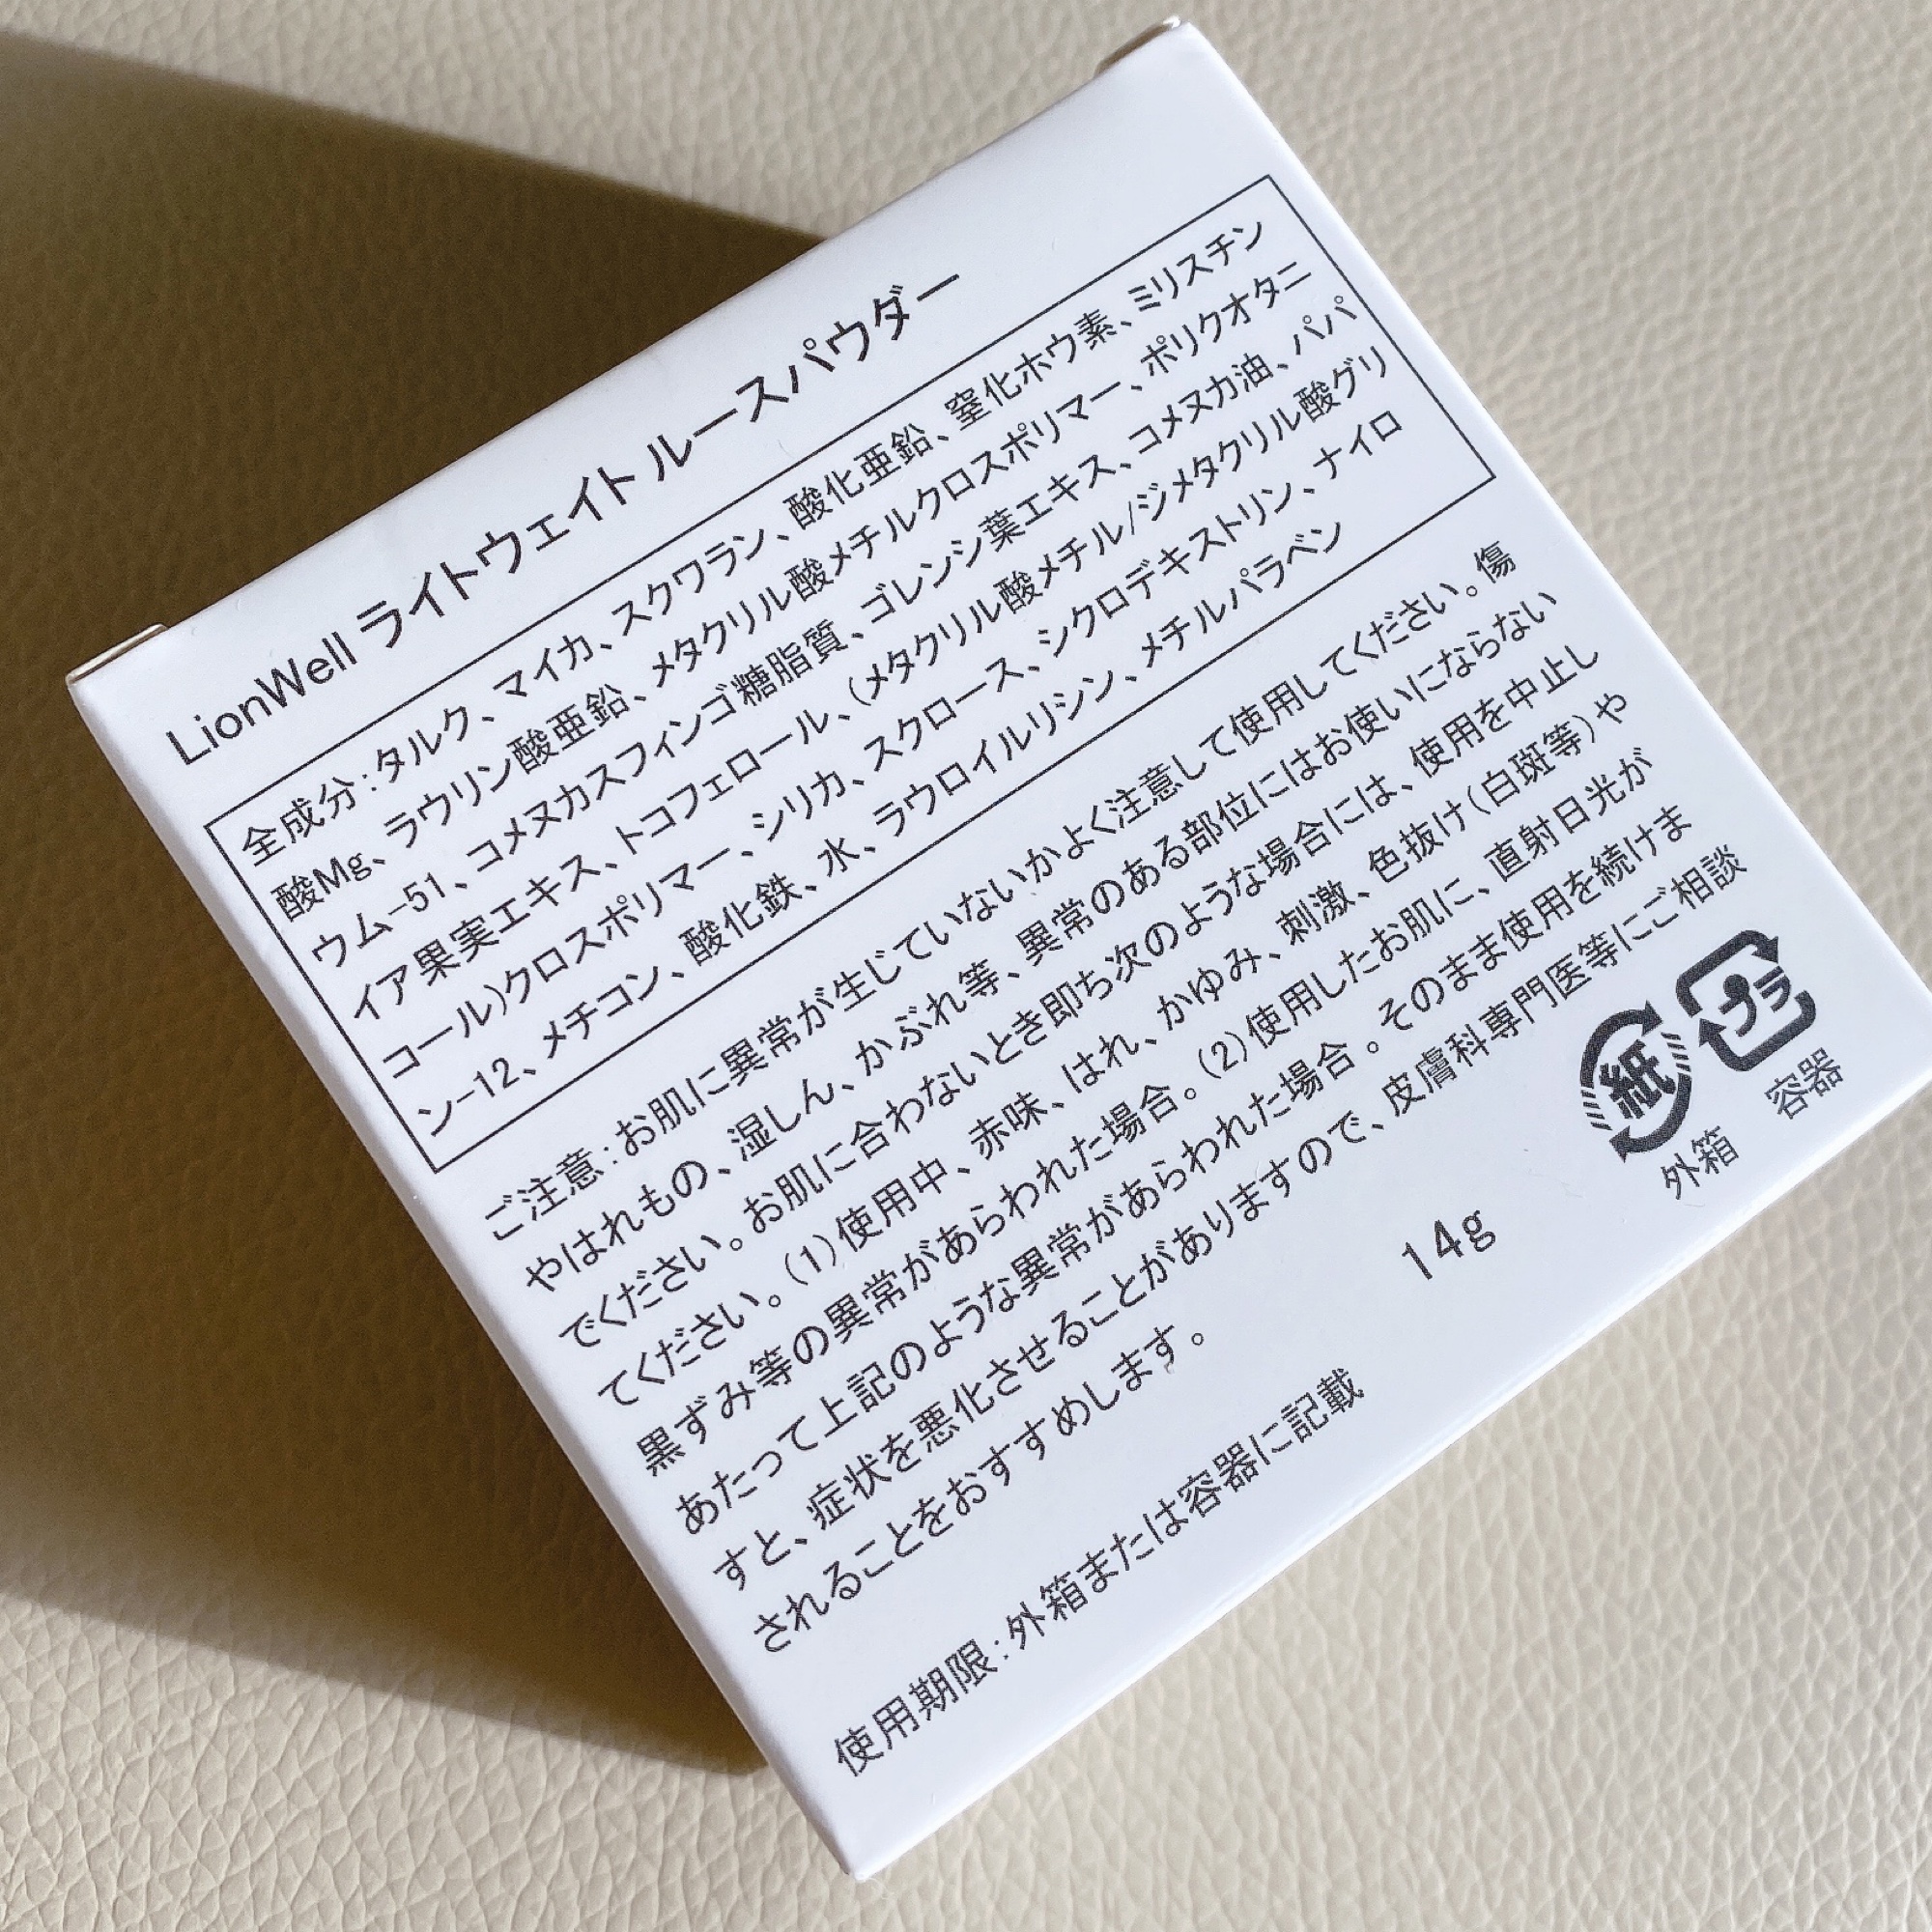 LionWell ライトウェイト ルースパウダー
全成分：タルク、マイカ、スクワラン、酸化亜鉛、窒化ホウ素、ミリスチン
酸Mg、ラウリン酸亜鉛、メタクリル酸メチルクロスポリマー、ポリクオタニ
ウム-51、コメヌカスフィンゴ糖脂質、ゴレンシ葉エキス、コメヌカ油、パパ
イア果実エキス、トコフェロール、(メタクリル酸メチル/ジメタクリル酸グリ
コール)クロスポリマー、シリカ、スクロース、シクロデキストリン、ナイロ
ン-12、メチコン、酸化鉄、水、ラウロイルリシン、メチルパラベン
ご注意：お肌に異常が生じていないかよく注意して使用してください。傷
やはれもの、湿しん、かぶれ等、異常のある部位にはお使いにならない
でください。お肌に合わないとき即ち次のような場合には、使用を中止し
てください。(1)使用中、赤味、はれ、かゆみ、刺激、色抜け(白斑等)や
黒ずみ等の異常があらわれた場合。(2)使用したお肌に、直射日光が
あたって上記のような異常があらわれた場合。そのまま使用を続けま
すと、症状を悪化させることがありますので、皮膚科専門医等にご相談
されることをおすすめします。
紙 プラ
外箱 容器
14g
使用期限：外箱または容器に記載